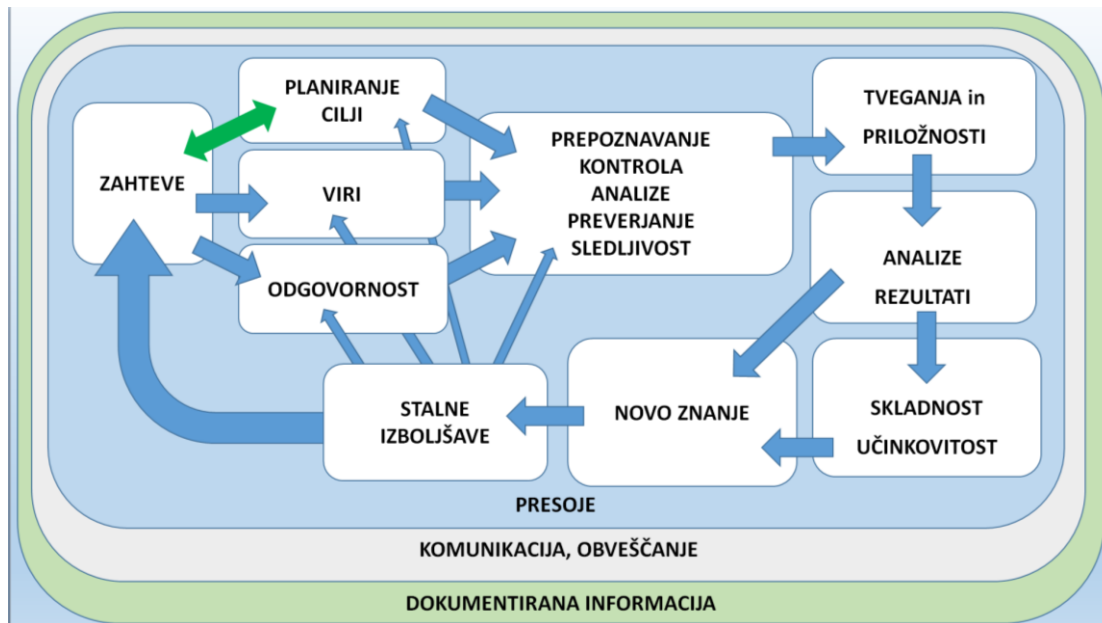 PLANIRANJE
CILJI
ZAHTEVE
VIRI
ODGOVORNOST
PREPOZNAVANJE
KONTROLA
ANALIZE
PREVERJANJE
SLEDLJIVOST
TVEGANJA in
PRILOŽNOSTI
ANALIZE
REZULTATI
SKLADNOST
UČINKOVITOST
NOVO ZNANJE
STALNE
IZBOLJŠAVE
PRESOJE
KOMUNIKACIJA, OBVEŠČANJE
DOKUMENTIRANA INFORMACIJA